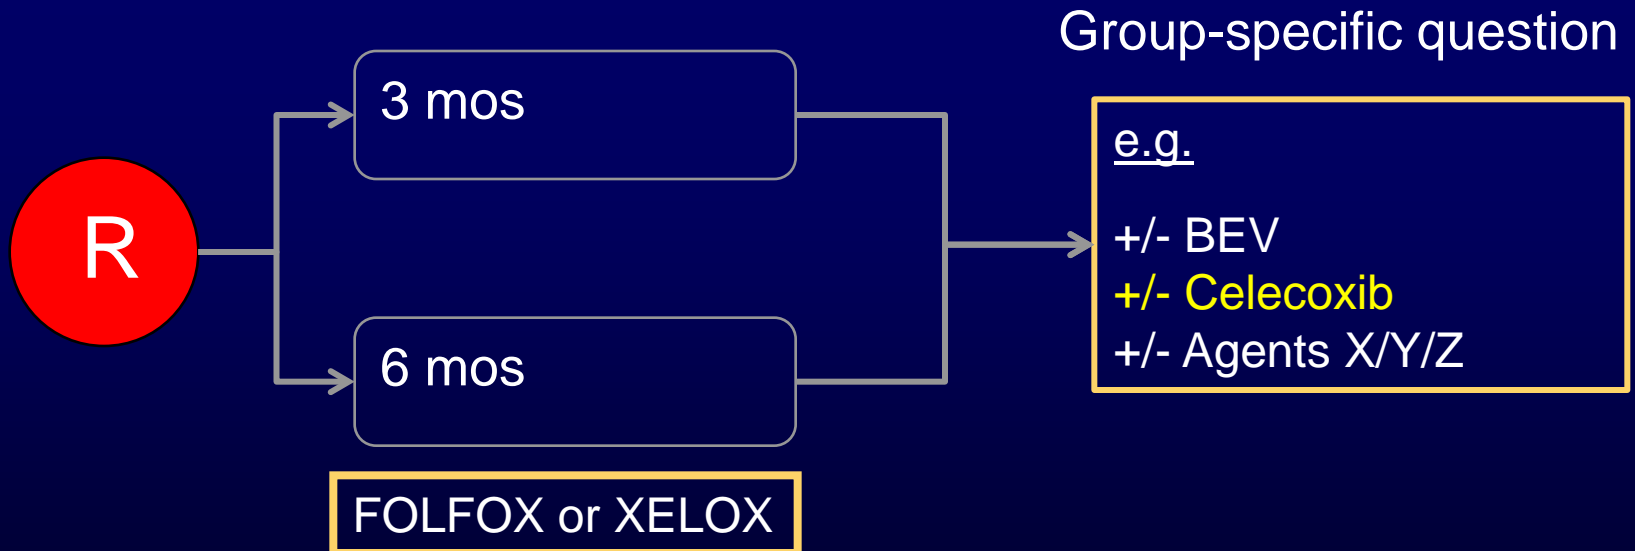 Group-specific question
R
3 mos
6 mos
FOLFOX or XELOX
e.g.
+/- BEV
+/- Celecoxib
+/- Agents X/Y/Z